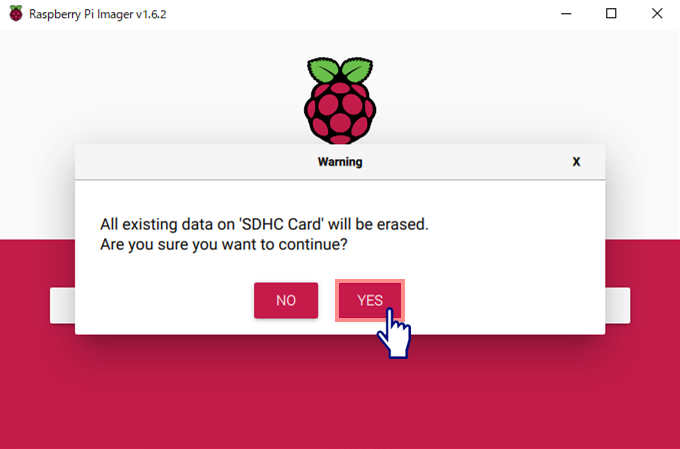 Raspberry Pi Imager v1.6.2
Warning
X
All existing data on 'SDHC Card' will be erased.
Are you sure you want to continue?
NO
YES